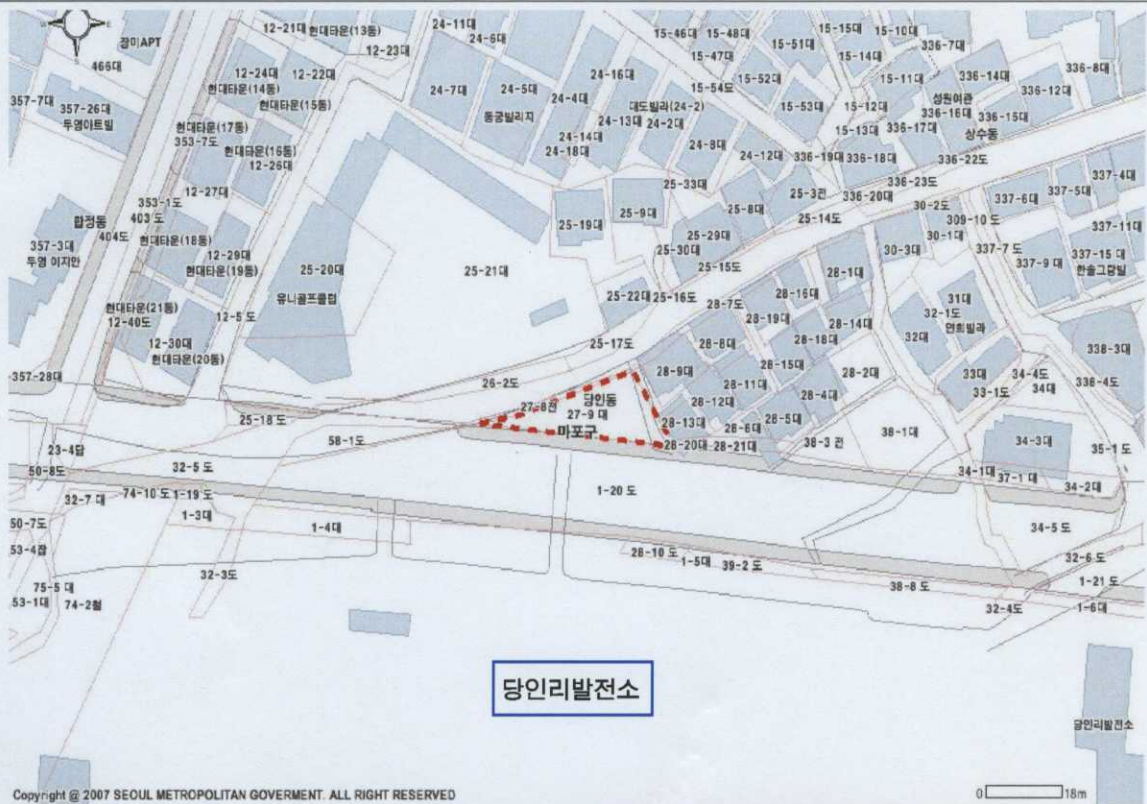 12-21대 현대타운(13동)
24-11대
15-46대 15-48대
15-15대 15-10대
장미APT
24-6대
15-47대
15-51대
336-7대
12-23대
15-14대
466대
12-24대 12-22대
24-16대
15-52대
15-11대
336-14대
336-8대
357-7대
현대타운(14동)
24-7대
24-5대
24-4대
15-54도
성원여관
336-12대
357-26대
현대타운(15동)
대도빌라(24-2)
15-53대
15-12대
336-16대
두영아트빌
동궁빌리지
24-13대 24-2대
336-15대
현대타운(17동)
24-14대
15-13대
336-17대
상수동
353-7도
현대타운(16동)
24-18대
24-8대
24-12대
336-19대
336-18대
336-22도
12-26대
25-33대
336-23도
337-4대
12-27대
25-3전
336-20대
337-5대
353-1도
25-9대
25-8대
30-2도
337-6대
합정동
403 도
25-19대
25-14도
309-10 도
337-11대
404도
현대타운(18동)
25-29대
30-1대
357-3대
12-29대
25-30대
30-3대
337-7 도
337-15 대
두영 이지안
현대타운(19동)
25-20대
25-21대
25-15도
28-1대
337-9 대
한솔그랑빌
유니골프클럽
25-22대
25-16도
28-16대
31대
현대타운(21동)
28-7도
32-1도
12-40도
12-5 도
28-19대
28-14대
연희빌라
12-30대
25-17도
28-8대
28-18대
32대
현대타운(20동)
28-15대
338-3대
357-28대
26-2도
28-9대
28-2대
33대
34-4도
28-11대
33-1도
34대
338-4도
27-8전
당인동
28-12대
28-4대
25-18 도
27-9 대
28-13대
28-5대
58-1도
마포구
28-6대
38-1대
34-3대
23-4답
28-20대 28-21대
38-3 전
35-1 도
50-8도
32-5 도
34-1대
37-1 대
34-2대
32-7 대
74-10 도
1-19 도
1-20 도
50-7도
1-3대
1-4대
34-5 도
53-4잡
28-10 도
32-6 도
32-3도
1-5대 39-2 도
38-8 도
1-21 도
75-5 대
53-1대
74-2철
32-4도
1-6대
당인리발전소
당인리발전소
Copyright @ 2007 SEOUL METROPOLITAN GOVERMENT. ALL RIGHT RESERVED
0 18m